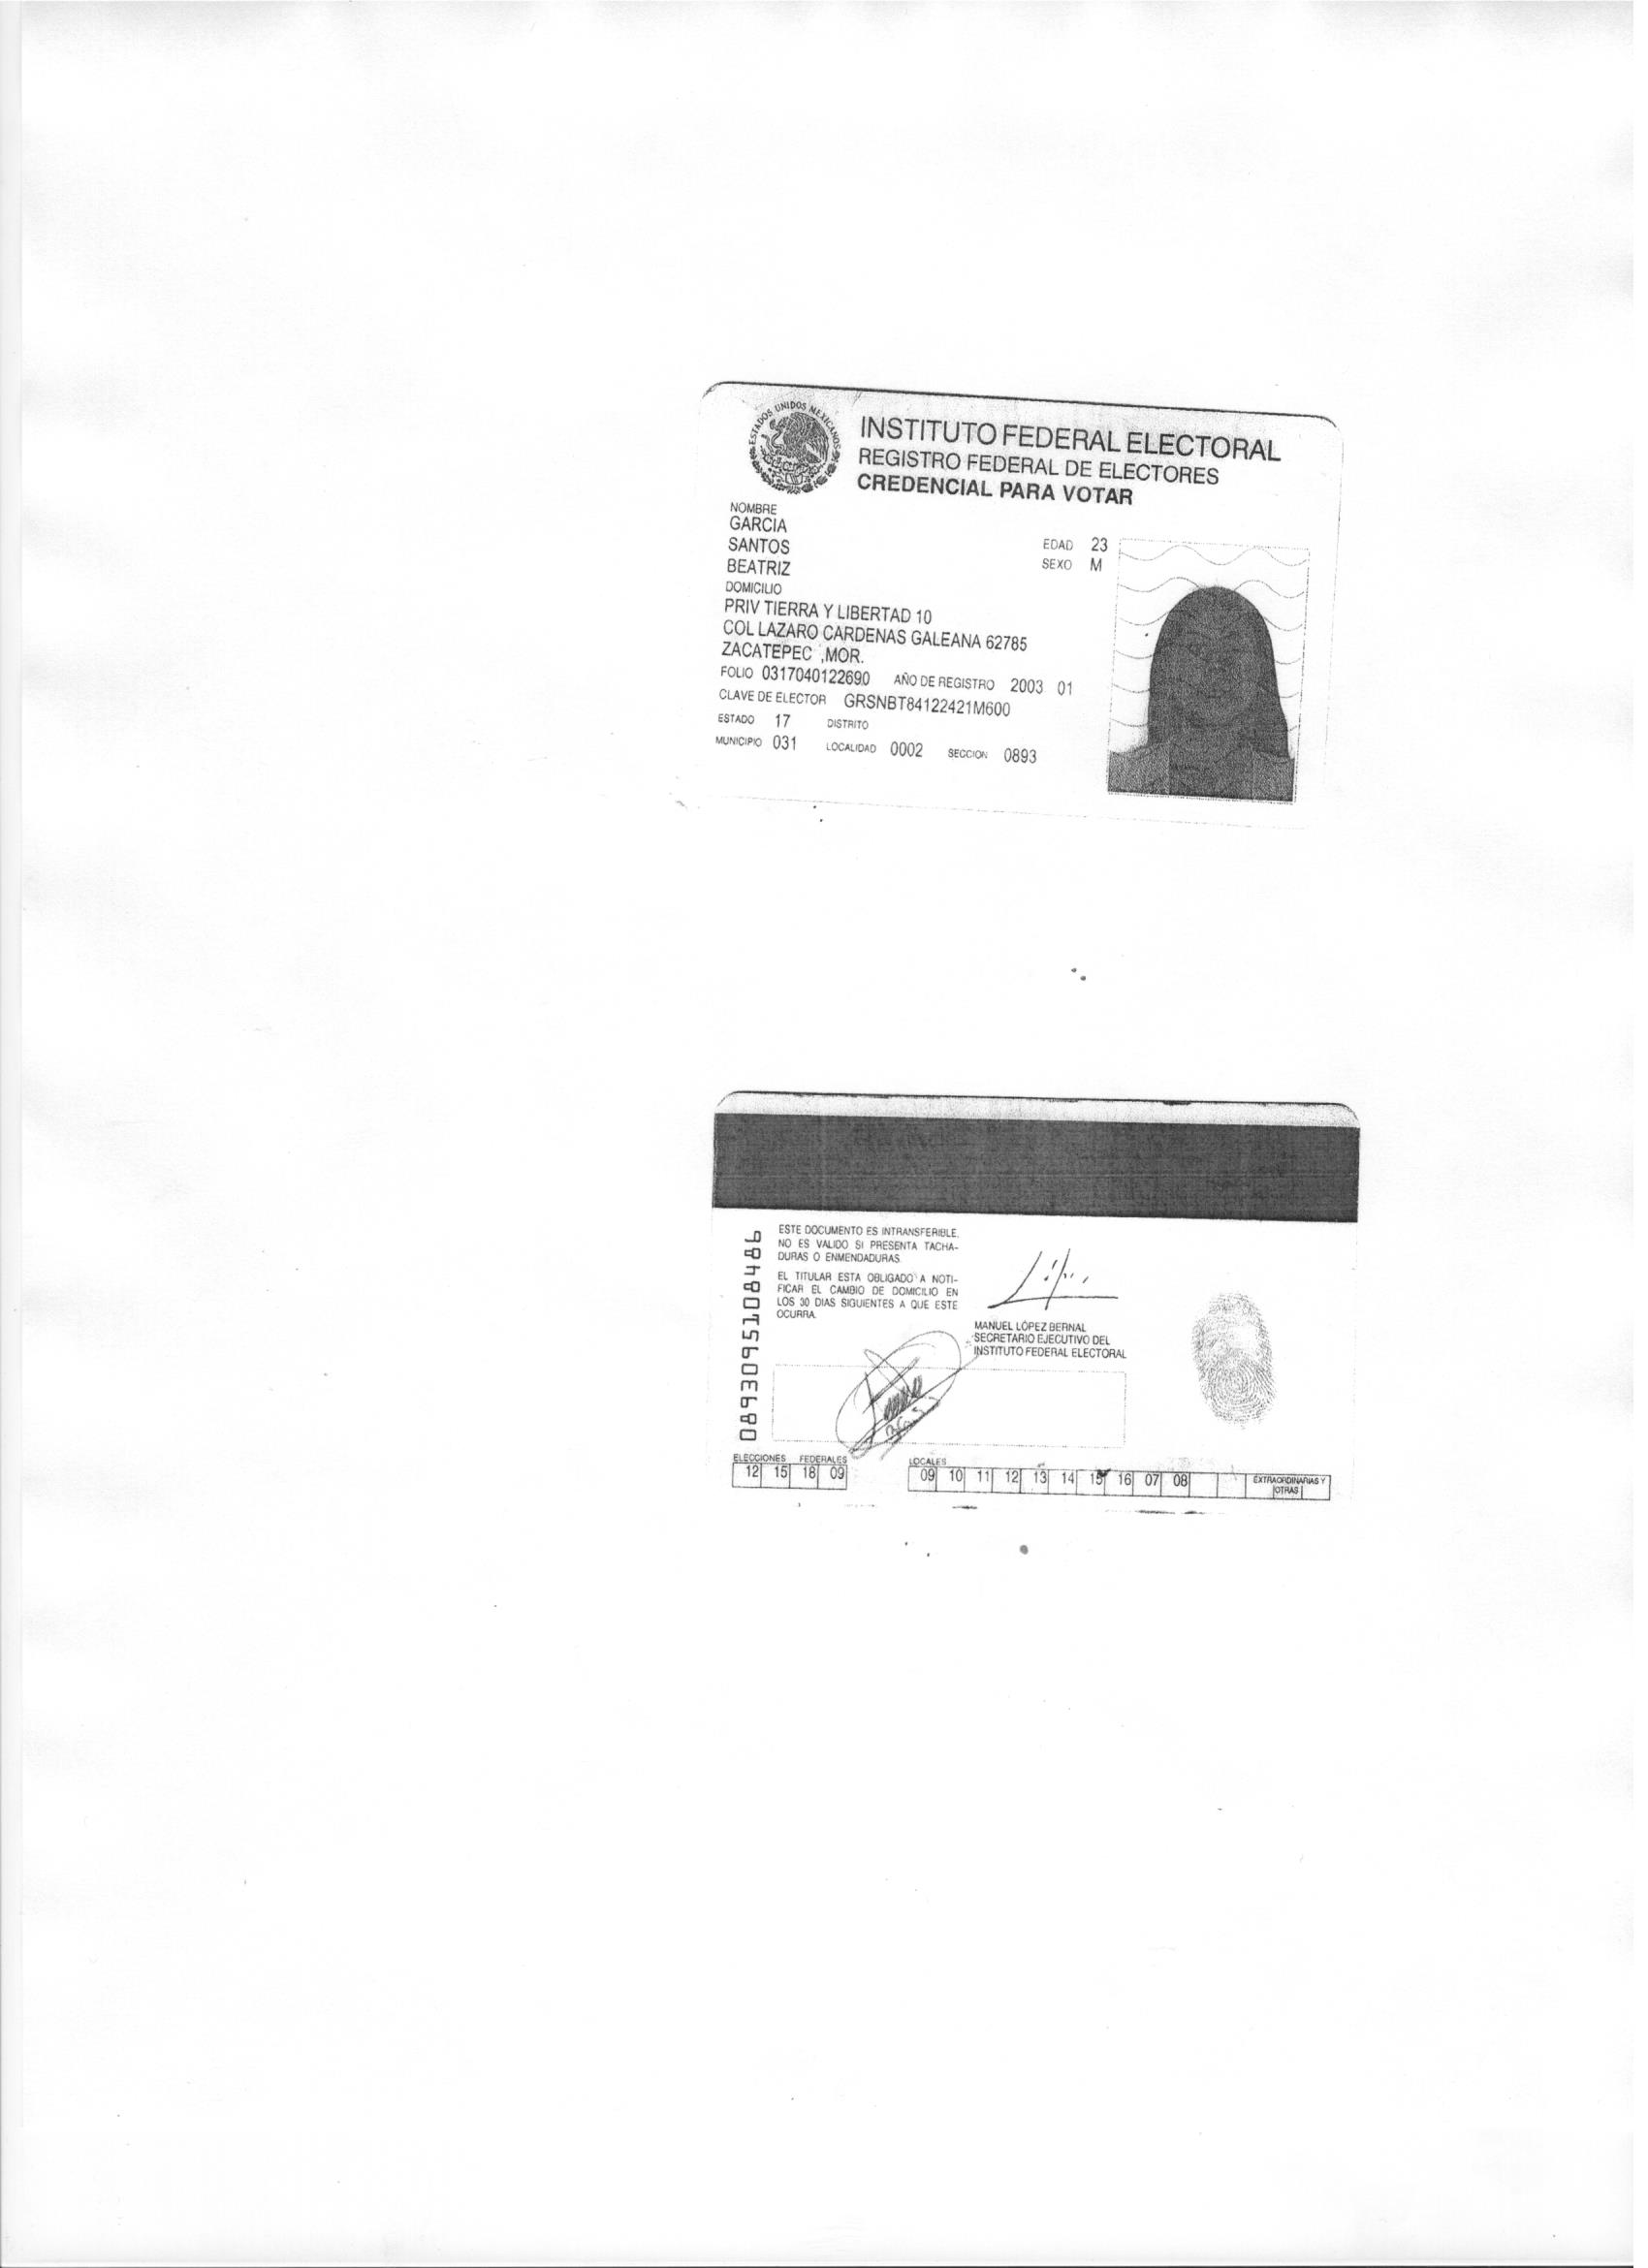 ESTADOS UNIDOS MEXICANOS
INSTITUTO FEDERAL ELECTORAL
REGISTRO FEDERAL DE ELECTORES
CREDENCIAL PARA VOTAR
NOMBRE
GARCIA
SANTOS
BEATRIZ
EDAD 23
SEXO M
DOMICILIO
PRIV TIERRA Y LIBERTAD 10
COL LAZARO CARDENAS GALEANA 62785
ZACATEPEC ,MOR.
FOLIO 0317040122690 AÑO DE REGISTRO 2003 01
CLAVE DE ELECTOR GRSNBT84122421M600
ESTADO 17 DISTRITO
MUNICIPIO 031 LOCALIDAD 0002 SECCION 0893
0893095108486
ESTE DOCUMENTO ES INTRANSFERIBLE.
NO ES VALIDO SI PRESENTA TACHA-
DURAS O ENMENDADURAS
EL TITULAR ESTA OBLIGADO A NOTI-
FICAR EL CAMBIO DE DOMICILIO EN
LOS 30 DIAS SIGUIENTES A QUE ESTE
OCURRA.
MANUEL LÓPEZ BERNAL
SECRETARIO EJECUTIVO DEL
INSTITUTO FEDERAL ELECTORAL
ELECCIONES FEDERALES
12 15 18 09
LOCALES
09 10 11 12 13 14 15 16 07 08
EXTRAORDINARIAS Y
OTRAS